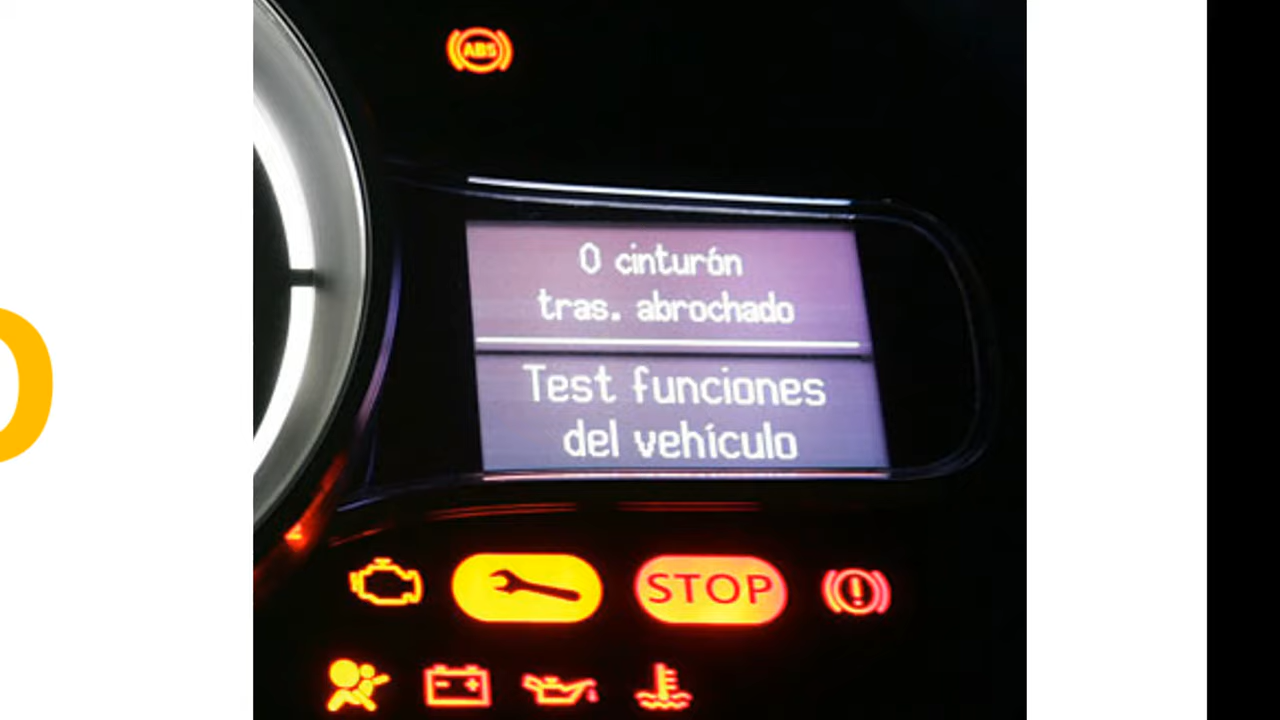 ABS
0 cinturón
tras. abrochado
Test funciones
del vehículo
STOP